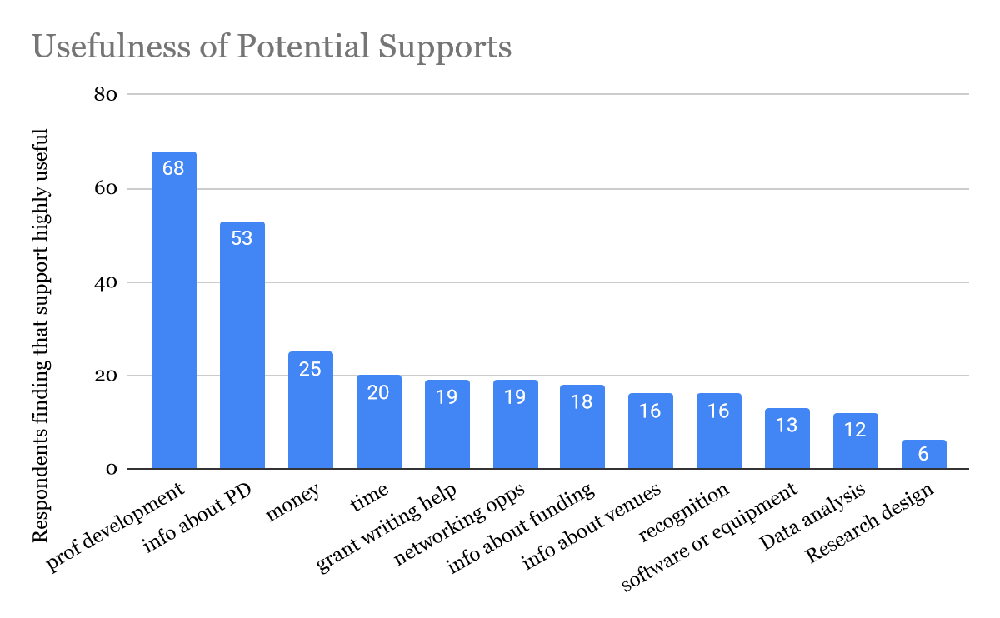 Usefulness of Potential Supports
Respondents finding that support highly useful
80
60
40
20
0
68
53
25
20
19
19
18
16
16
13
12
6
prof development
info about PD
money
time
grant writing help
networking opps
info about funding
info about venues
recognition
software or equipment
Data analysis
Research design